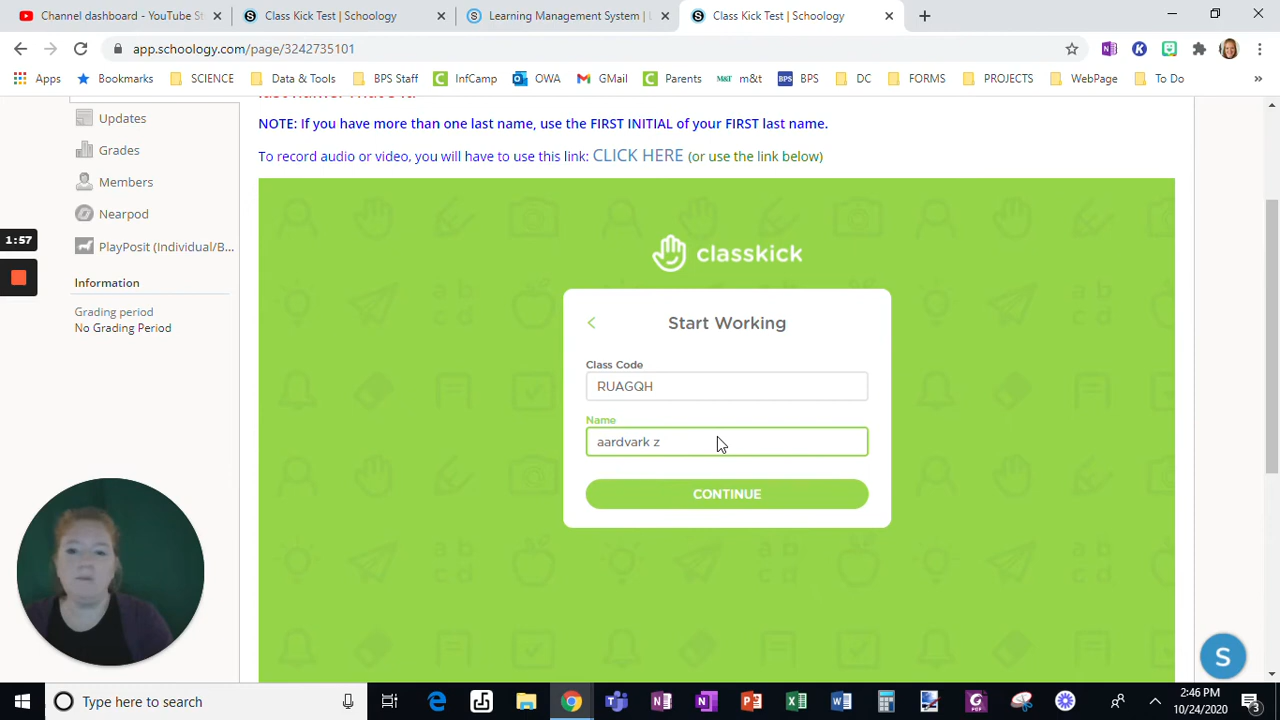 Channel dashboard - YouTube St
Class Kick Test | Schoology
Learning Management System | L
Class Kick Test | Schoology
app.schoology.com/page/3242735101
Apps
Bookmarks
SCIENCE
Data & Tools
BPS Staff
InfCamp
OWA
GMail
Parents
M&T
m&t
BPS
BPS
DC
FORMS
PROJECTS
WebPage
To Do
»
Updates
Grades
Members
Nearpod
PlayPosit (Individual/B...
Information
Grading period
No Grading Period
1:57
NOTE: If you have more than one last name, use the FIRST INITIAL of your FIRST last name.
To record audio or video, you will have to use this link: CLICK HERE (or use the link below)
classkick
Start Working
Class Code
RUAGQH
Name
aardvark z
CONTINUE
S
Type here to search
2:46 PM
10/24/2020
3